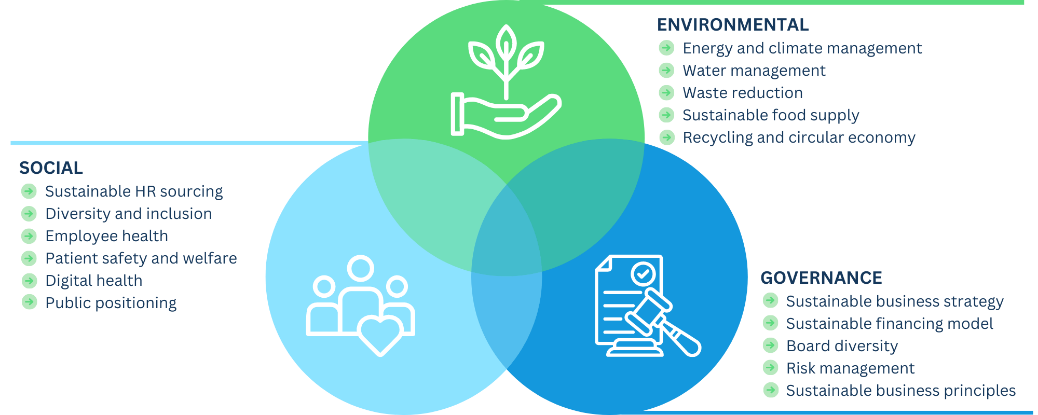 ENVIRONMENTAL
Energy and climate management
Water management
Waste reduction
Sustainable food supply
Recycling and circular economy
SOCIAL
Sustainable HR sourcing
Diversity and inclusion
Employee health
Patient safety and welfare
Digital health
Public positioning
GOVERNANCE
Sustainable business strategy
Sustainable financing model
Board diversity
Risk management
Sustainable business principles